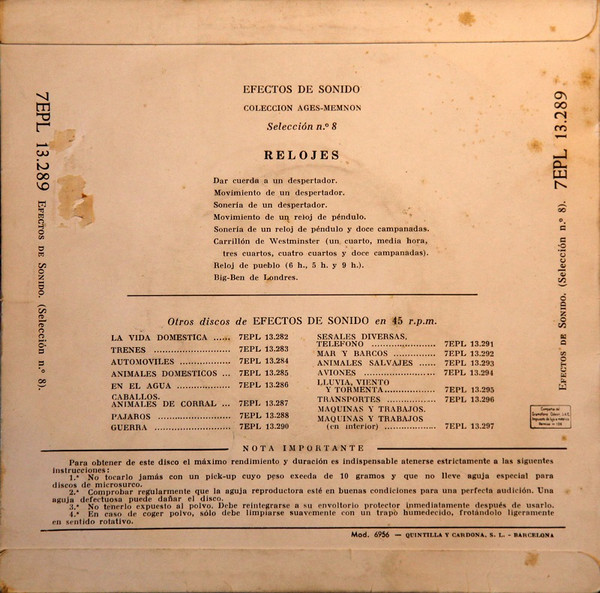 EFECTOS DE SONIDO
COLECCION AGES-MEMNON
Selección n.º 8
RELOJES
Dar cuerda a un despertador.
Movimiento de un despertador.
Sonería de un despertador.
Movimiento de un reloj de péndulo.
Sonería de un reloj de péndulo y doce campanadas.
Carrillón de Westminster (un cuarto, media hora,
tres cuartos, cuatro cuartos y doce campanadas).
Reloj de pueblo (6 h., 5 h. y 9 h.).
Big-Ben de Londres.
7EPL 13.289 EFECTOS DE SONIDO. (Selección n.º 8).
7EPL 13.289
EFECTOS DE SONIDO. (Selección n.º 8).
Otros discos de EFECTOS DE SONIDO en 45 r.p.m.
LA VIDA DOMESTICA ...... 7EPL 13.282
TRENES ..................... 7EPL 13.283
AUTOMOVILES .............. 7EPL 13.284
ANIMALES DOMESTICOS ... 7EPL 13.285
EN EL AGUA ............... 7EPL 13.286
CABALLOS.
ANIMALES DE CORRAL ... 7EPL 13.287
PAJAROS ................... 7EPL 13.288
GUERRA .................... 7EPL 13.290
SEÑALES DIVERSAS.
TELEFONO .................. 7EPL 13.291
MAR Y BARCOS ............ 7EPL 13.292
ANIMALES SALVAJES ...... 7EPL 13.293
AVIONES ................... 7EPL 13.294
LLUVIA, VIENTO
Y TORMENTA............... 7EPL 13.295
TRANSPORTES .............. 7EPL 13.296
MAQUINAS Y TRABAJOS.
MAQUINAS Y TRABAJOS
(en interior) ................ 7EPL 13.297
NOTA IMPORTANTE
Para obtener de este disco el máximo rendimiento y duración es indispensable atenerse estrictamente a las siguentes
instrucciones:
1.ª No tocarlo jamás con un pick-up cuyo peso exceda de 10 gramos y que no lleve aguja especial para
discos de microsurco.
2.ª Comprobar regularmente que la aguja reproductora esté en buenas condiciones para una perfecta audición. Una
aguja defectuosa puede dañar el disco.
3.ª No tenerlo expuesto al polvo. Debe reintegrarse a su envoltorio protector inmediatamente después de usarlo.
4.ª En caso de coger polvo, sólo debe limpiarse suavemente con un trapo humedecido, frotándolo ligeramente
en sentido rotativo.
Mod. 6956 — QUINTILLA Y CARDONA, S. L. - BARCELONA